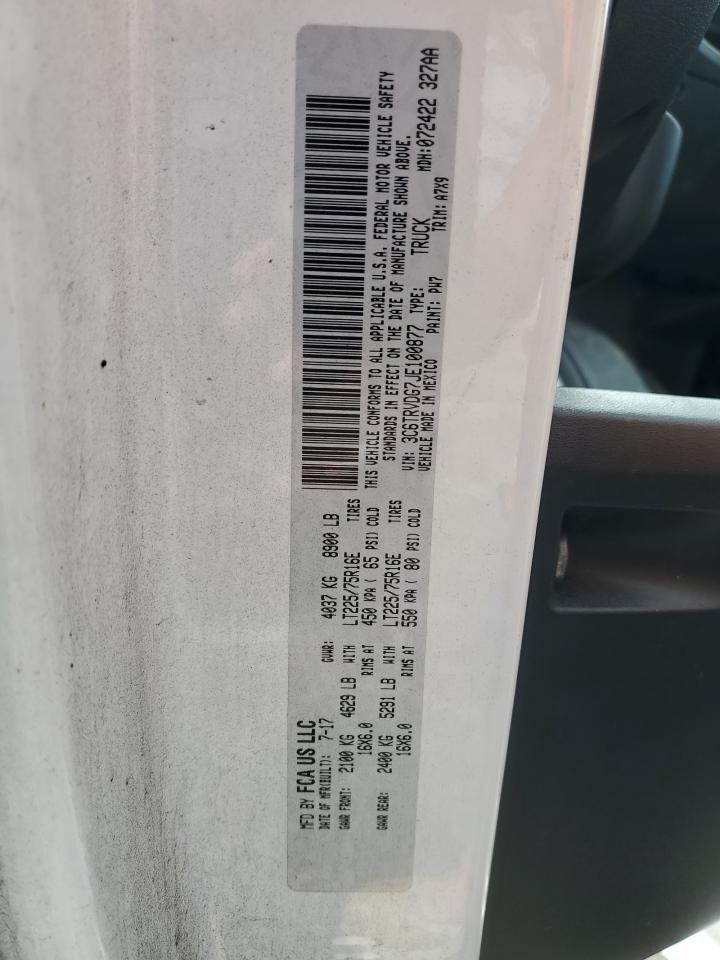 MFD BY FCA US LLC
DATE OF MFR(BUILT): 7-17 GVWR: 4037 KG 8900 LB
GAWR FRONT: 2100 KG 4629 LB WITH LT225/75R16E TIRES
16X6.0 RIMS AT 450 KPA ( 65 PSI) COLD
GAWR REAR: 2400 KG 5291 LB WITH LT225/75R16E TIRES
16X6.0 RIMS AT 550 KPA ( 80 PSI) COLD
THIS VEHICLE CONFORMS TO ALL APPLICABLE U.S.A. FEDERAL MOTOR VEHICLE SAFETY
STANDARDS IN EFFECT ON THE DATE OF MANUFACTURE SHOWN ABOVE.
VIN: 3C6TRVDG7JE100877 TYPE: TRUCK MDH:072422 327AA
VEHICLE MADE IN MEXICO PAINT: PW7 TRIM: A7X9